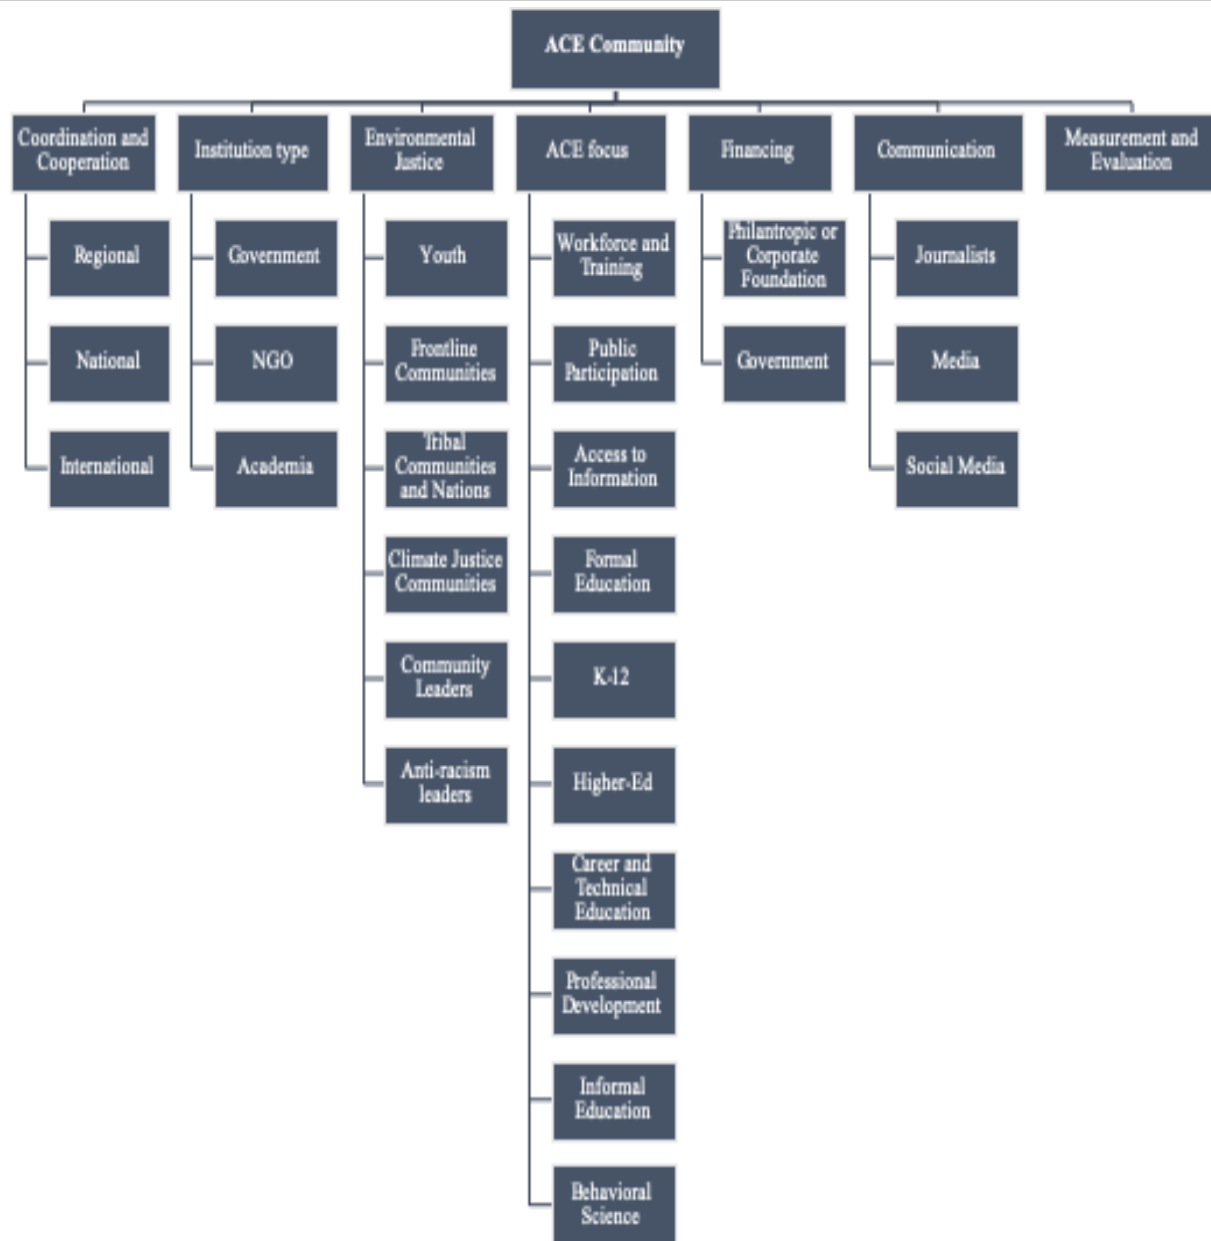 ACE Community
Coordination and
Cooperation
Institution type
Environmental
Justice
ACE focus
Financing
Communication
Measurement and
Evaluation
Regional
National
International
Government
NGO
Academia
Youth
Frontline
Communities
Tribal
Communities
and Nations
Climate Justice
Communities
Community
Leaders
Anti-racism
leaders
Workforce and
Training
Public
Participation
Access to
Information
Formal
Education
K-12
Higher-Ed
Career and
Technical
Education
Professional
Development
Informal
Education
Behavioral
Science
Philantropic or
Corporate
Foundation
Government
Journalists
Media
Social Media